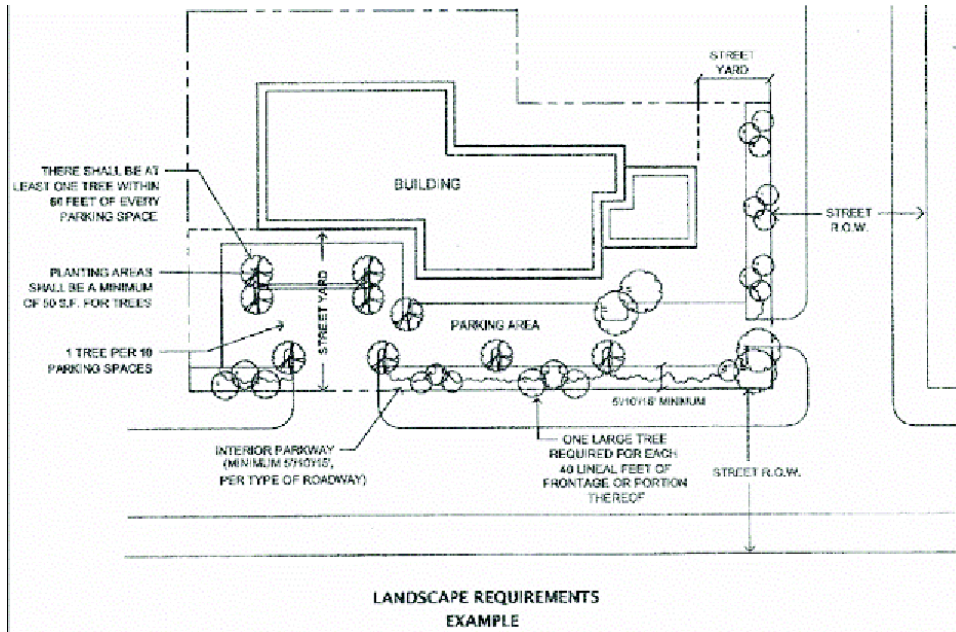 STREET
YARD
THERE SHALL BE AT
LEAST ONE TREE WITHIN
60 FEET OF EVERY
PARKING SPACE
BUILDING
STREET
R.O.W.
PLANTING AREAS
SHALL BE A MINIMUM
OF 50 S.F. FOR TREES
STREET YARD
PARKING AREA
1 TREE PER 10
PARKING SPACES
5'/10'/15' MINIMUM
INTERIOR PARKWAY
(MINIMUM 5'/10'/15',
PER TYPE OF ROADWAY)
ONE LARGE TREE
REQUIRED FOR EACH
40 LINEAL FEET OF
FRONTAGE OR PORTION
THEREOF
STREET R.O.W.
LANDSCAPE REQUIREMENTS
EXAMPLE